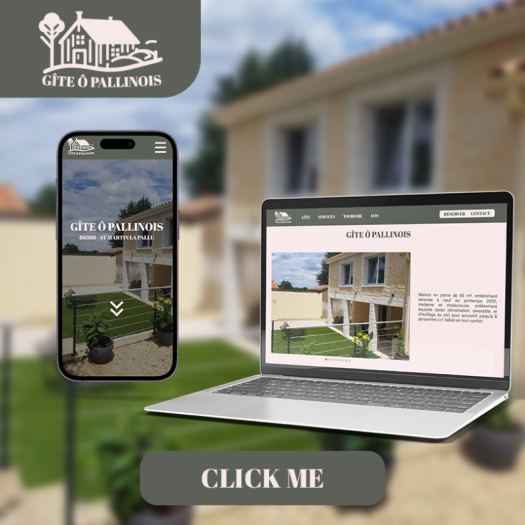 GÎTE Ô PALLINOIS
GÎTE Ô PALLINOIS
GÎTE Ô PALLINOIS
86380 - ST MARTIN LA PALLU
GÎTE SERVICES TOURISME AVIS
RÉSERVER CONTACT
GÎTE Ô PALLINOIS
Maison en pierre de 65 m², entièrement
rénovée à neuf au printemps 2022,
moderne et chaleureuse, entièrement
équipée (avec climatisation réversible et
chauffage au sol) pour accueillir jusqu'à 6
personnes (+1 bébé) en tout confort.
CLICK ME